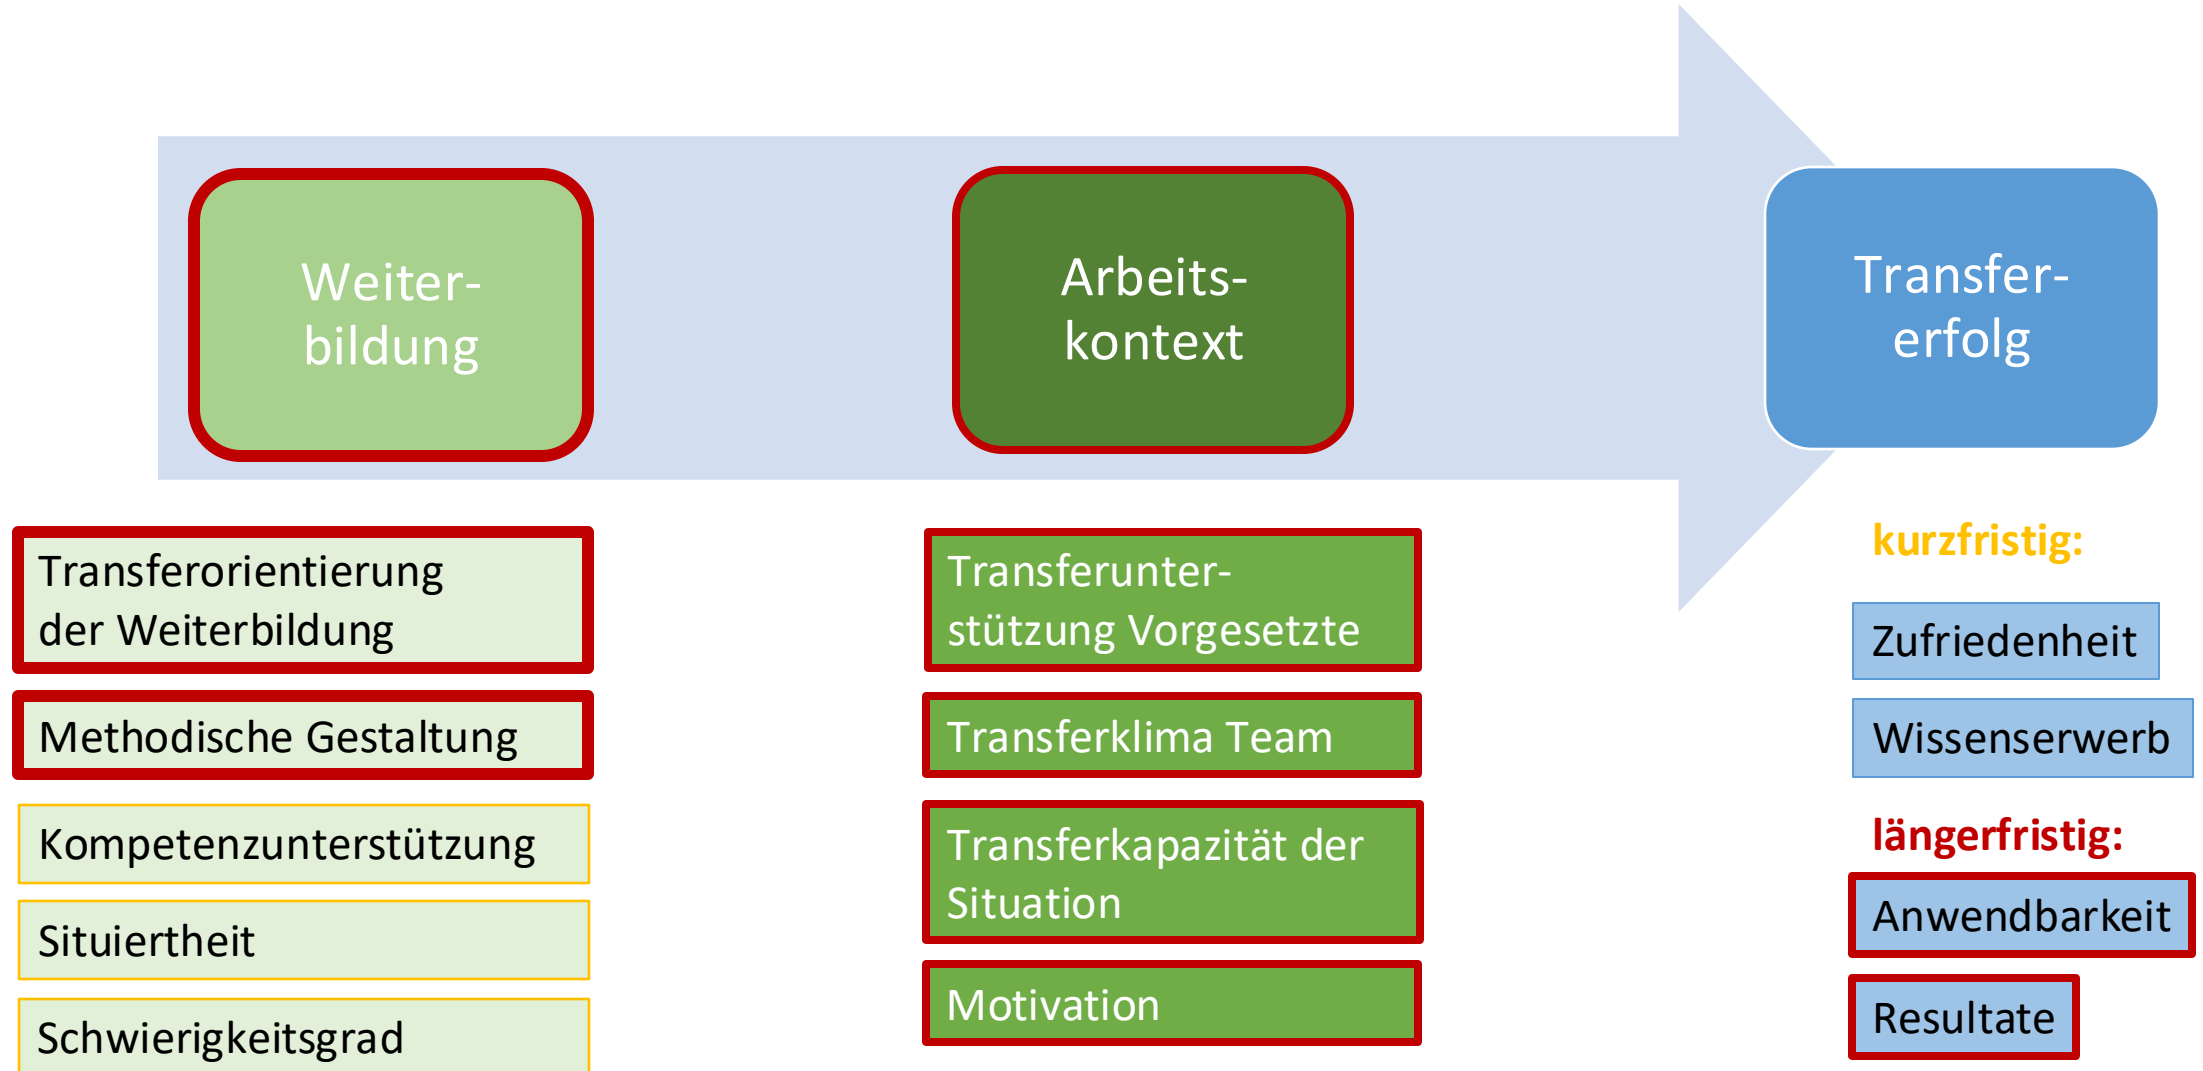 Weiter-
bildung
Arbeits-
kontext
Transfer-
erfolg
Transferorientierung
der Weiterbildung
Methodische Gestaltung
Kompetenzunterstützung
Situiertheit
Schwierigkeitsgrad
Transferunter-
stützung Vorgesetzte
Transferklima Team
Transferkapazität der
Situation
Motivation
kurzfristig:
Zufriedenheit
Wissenserwerb
längerfristig:
Anwendbarkeit
Resultate